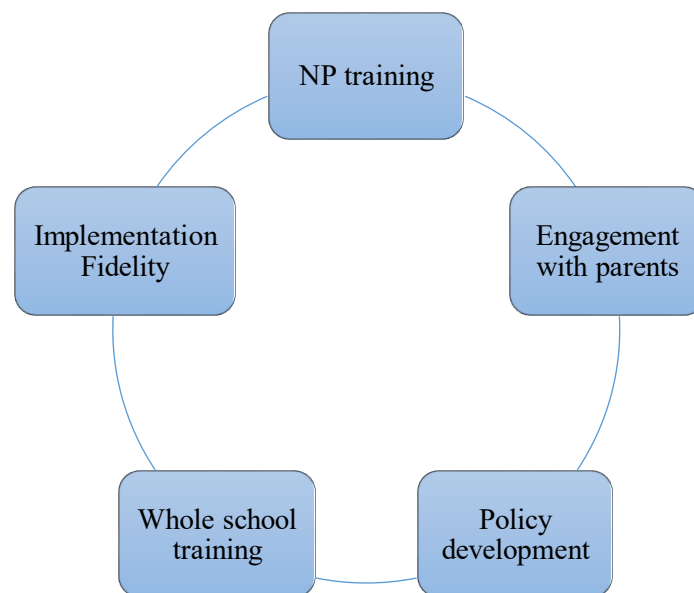 NP training
Engagement
with parents
Policy
development
Whole school
training
Implementation
Fidelity